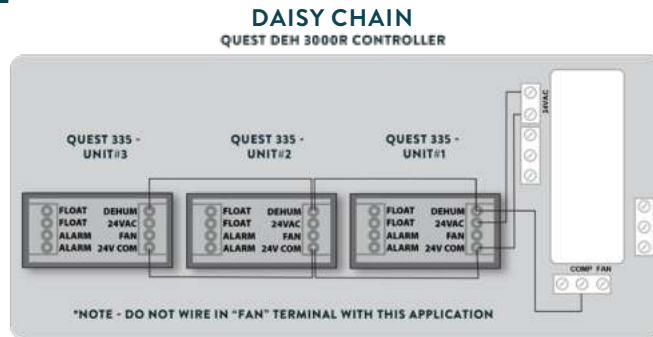 DAISY CHAIN
QUEST DEH 3000R CONTROLLER
QUEST 335 -
UNIT#3
QUEST 335 -
UNIT#2
QUEST 335 -
UNIT#1
24VAC
FLOAT DEHUM
FLOAT 24VAC
ALARM FAN
ALARM 24V COM
FLOAT DEHUM
FLOAT 24VAC
ALARM FAN
ALARM 24V COM
FLOAT DEHUM
FLOAT 24VAC
ALARM FAN
ALARM 24V COM
COMP FAN
*NOTE - DO NOT WIRE IN "FAN" TERMINAL WITH THIS APPLICATION